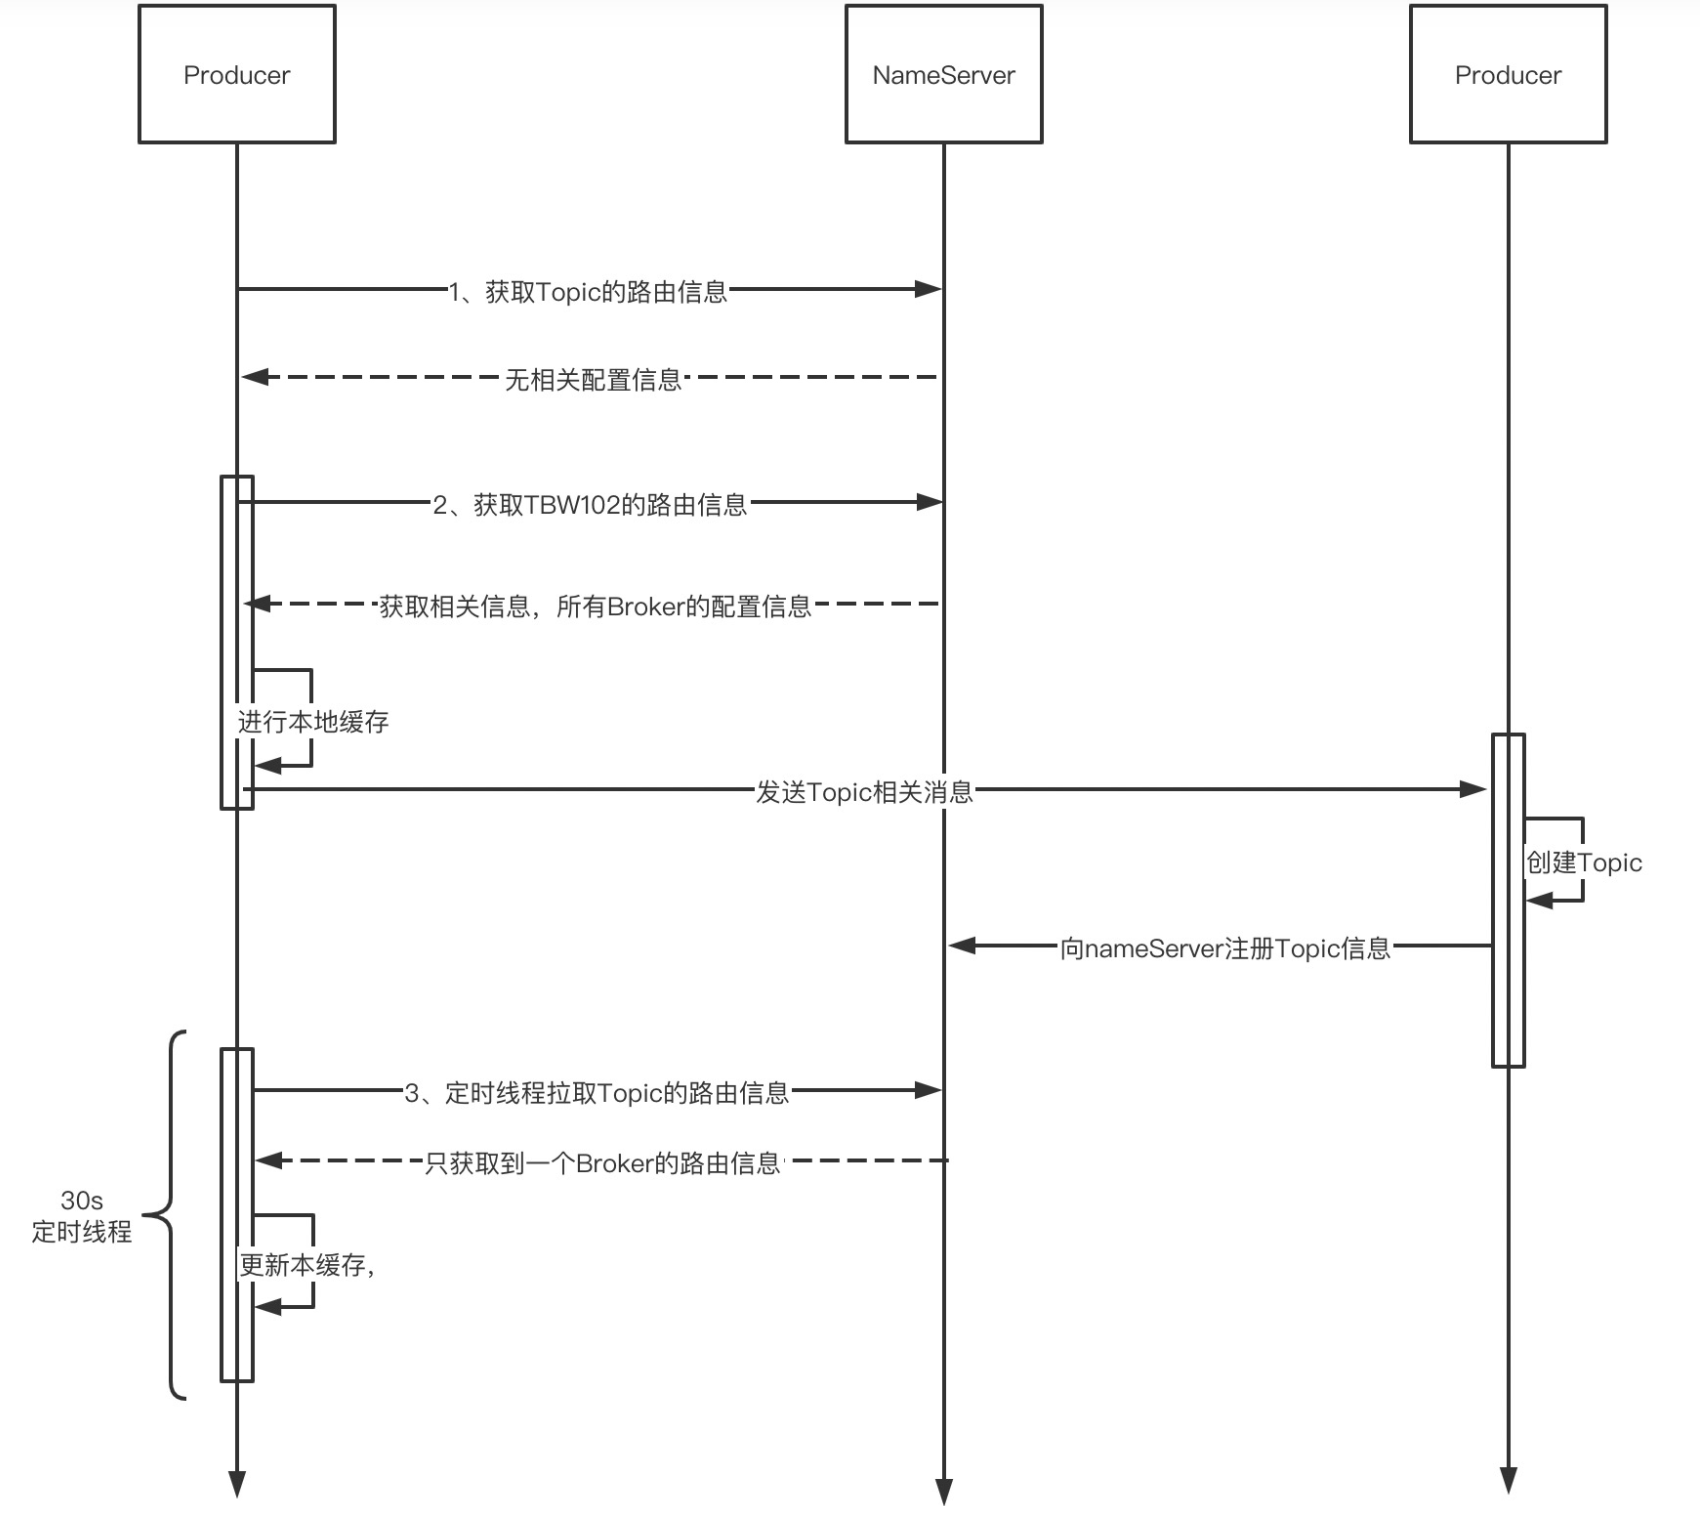 Producer
NameServer
Producer
1、获取Topic的路由信息
无相关配置信息
2、获取TBW102的路由信息
获取相关信息，所有Broker的配置信息
进行本地缓存
发送Topic相关消息
创建Topic
向nameServer注册Topic信息
3、定时线程拉取Topic的路由信息
只获取到一个Broker的路由信息
30s
定时线程
更新本缓存，